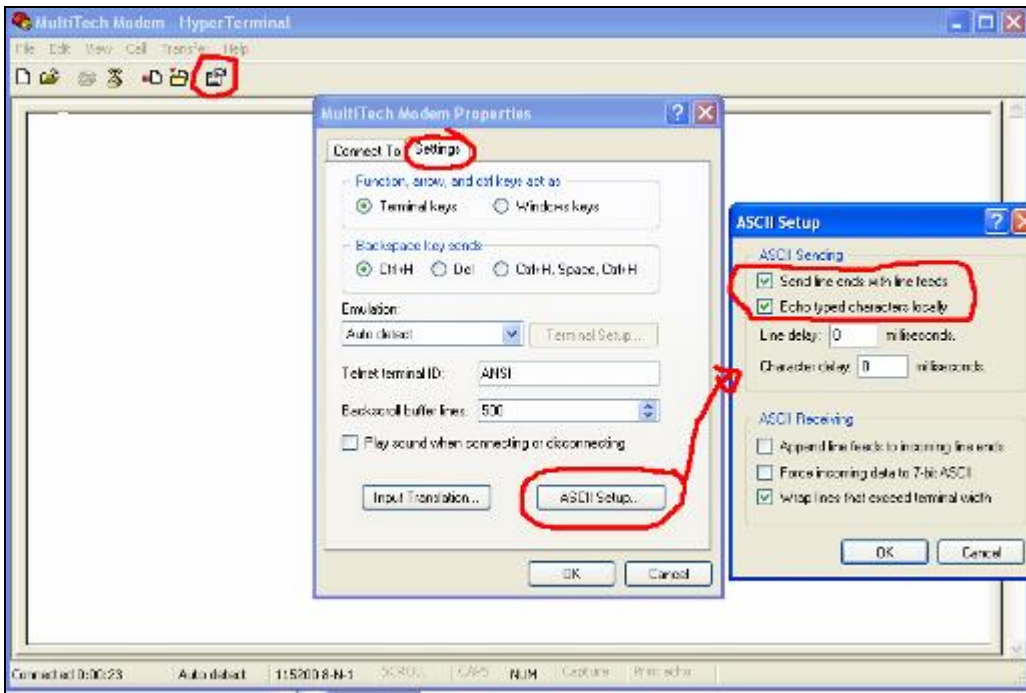 MultiTech Modem - HyperTerminal
File Edit View Call Transfer Help
MultiTech Modem Properties
Connect To Settings
Function, arrow, and ctrl keys act as
Terminal keys Windows keys
Backspace key sends
Ctrl+H Del Ctrl+H, Space, Ctrl+H
Emulation:
Auto detect Terminal Setup...
Telnet terminal ID: ANSI
Backscroll buffer lines: 500
Play sound when connecting or disconnecting
Input Translation... ASCII Setup...
OK Cancel
ASCII Setup
ASCII Sending
Send line ends with line feeds
Echo typed characters locally
Line delay: 0 milliseconds.
Character delay: 0 milliseconds.
ASCII Receiving
Append line feeds to incoming line ends
Force incoming data to 7-bit ASCII
Wrap lines that exceed terminal width
OK Cancel
Connected 0:00:23 Auto detect 115200 8-N-1 SCROLL CAPS NUM Capture Print echo